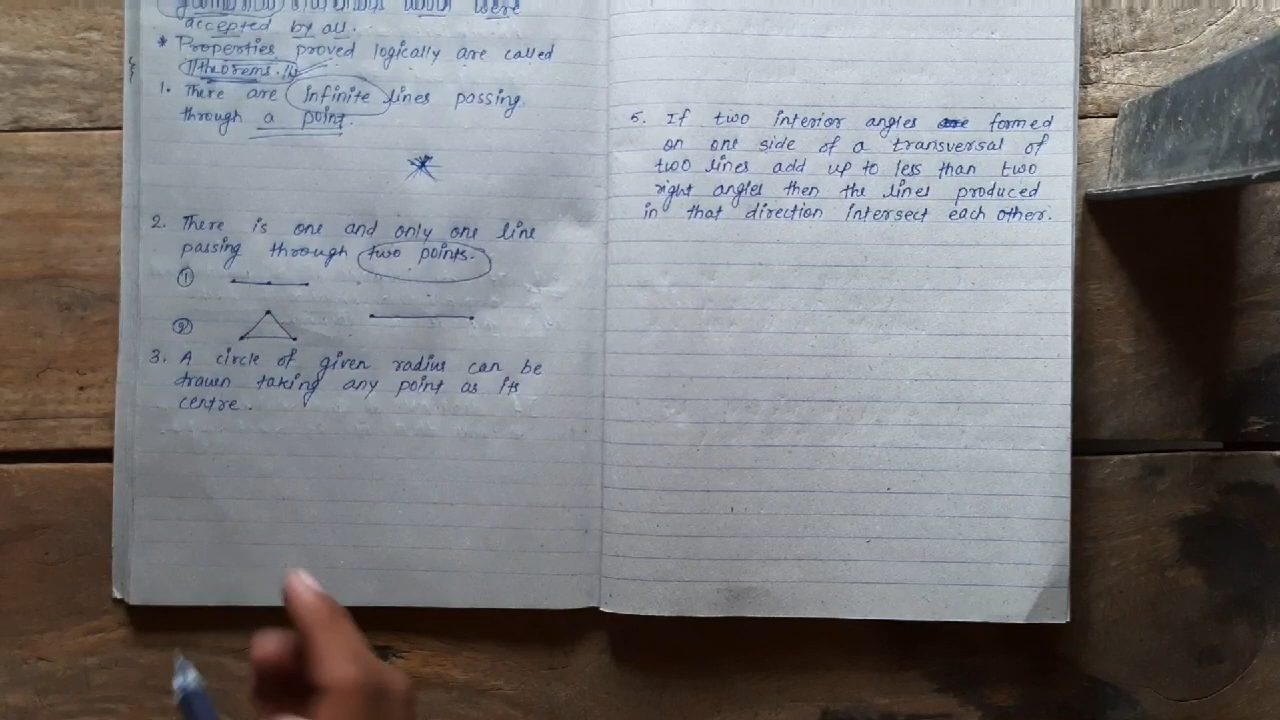 accepted by all.
* Properties proved logically are called
theorems.
1. There are infinite lines passing
through a point.
2. There is one and only one line
passing through two points.
①
②
3. A circle of given radius can be
drawn taking any point as its
centre.
5. If two interior angles are formed
on one side of a transversal of
two lines add up to less than two
right angles then the lines produced
in that direction intersect each other.